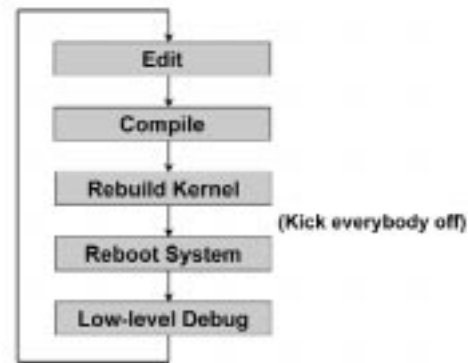 Edit
Compile
Rebuild Kernel
(Kick everybody off)
Reboot System
Low-level Debug